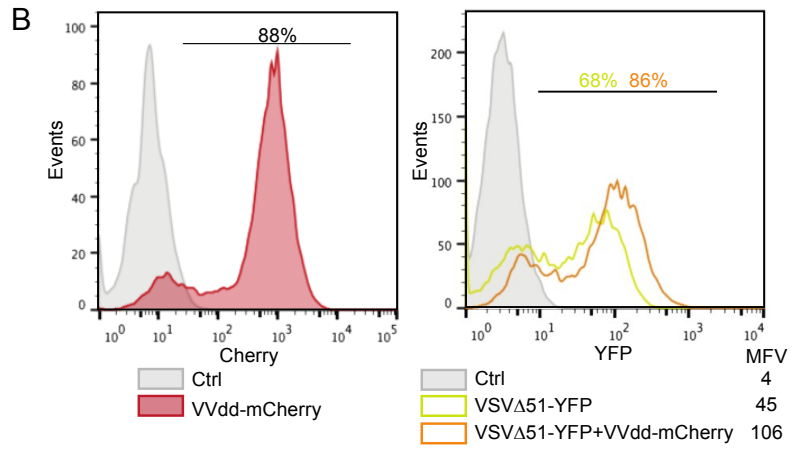 B
88%
100
80
60
40
20
0
Events
10^0 10^1 10^2 10^3 10^4 10^5
Cherry
Ctrl
VVdd-mCherry
68% 86%
200
150
100
50
0
Events
10^0 10^1 10^2 10^3 10^4
YFP
MFV
Ctrl 4
VSVΔ51-YFP 45
VSVΔ51-YFP+VVdd-mCherry 106